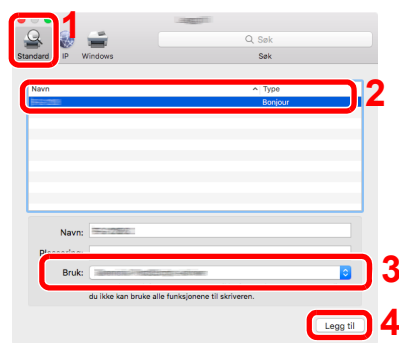 1
Standard IP Windows
Søk
Søk
Navn Type
2
Bonjour
Navn:
Plassering:
Bruk:
3
du ikke kan bruke alle funksjonene til skriveren.
Legg til
4